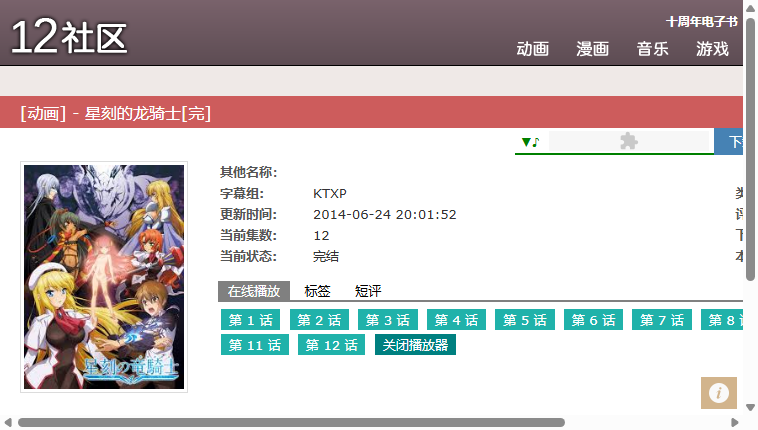 12社区
十周年电子书
动画 漫画 音乐 游戏
[动画] - 星刻的龙骑士[完]
▼♪
下
其他名称:
字幕组: KTXP
更新时间: 2014-06-24 20:01:52
当前集数: 12
当前状态: 完结
在线播放 标签 短评
第 1 话 第 2 话 第 3 话 第 4 话 第 5 话 第 6 话 第 7 话 第 8
第 11 话 第 12 话 关闭播放器
星刻の竜騎士